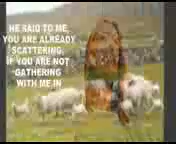 HE SAID TO ME,
YOU ARE ALREADY
SCATTERING,
IF YOU ARE NOT
GATHERING
WITH ME IN